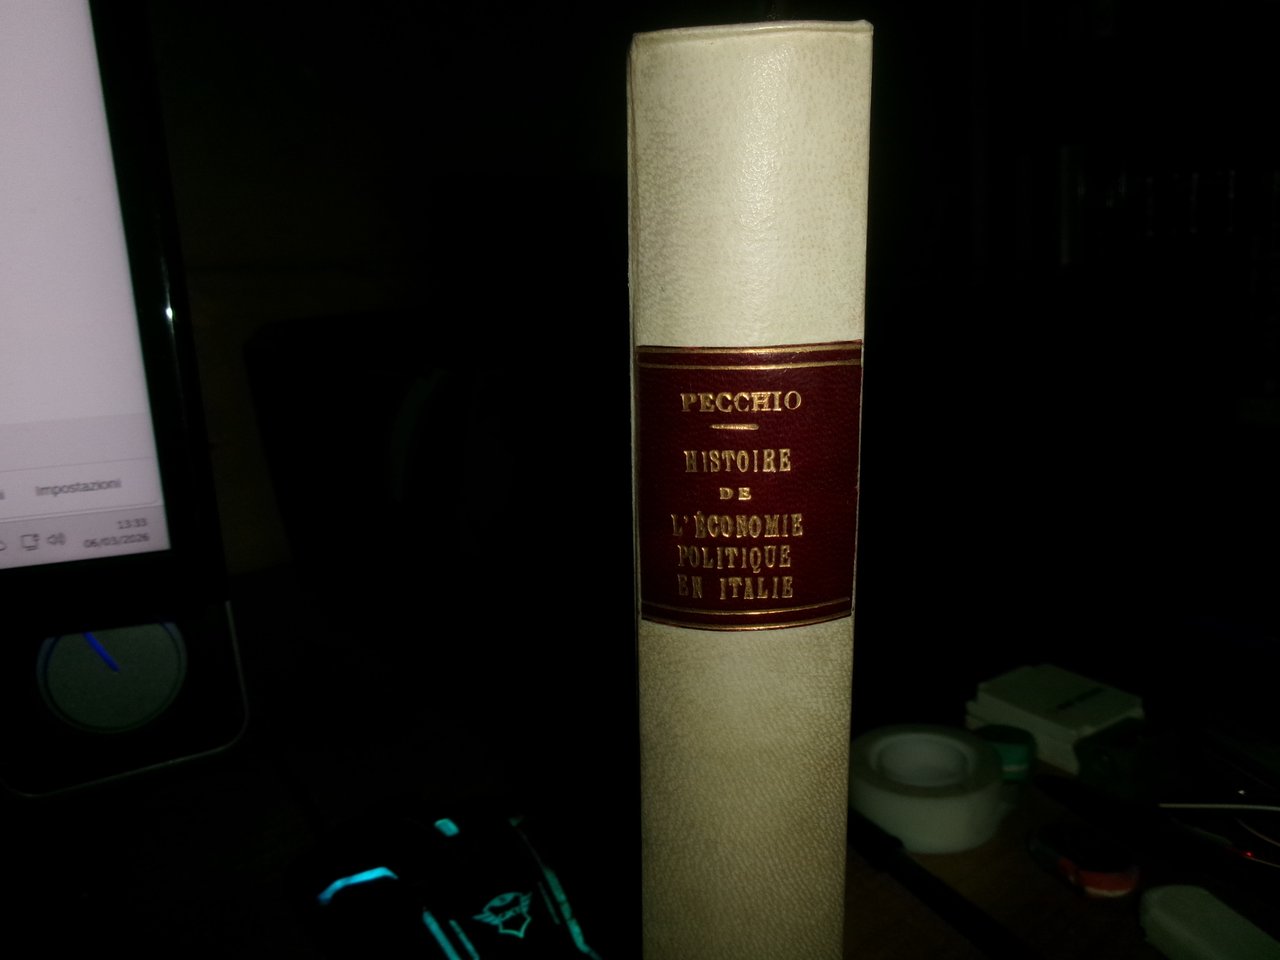 Impostazioni
13:33
06/03/2026
PECCHIO
HISTOIRE
DE
L'ÉCONOMIE
POLITIQUE
EN ITALIE